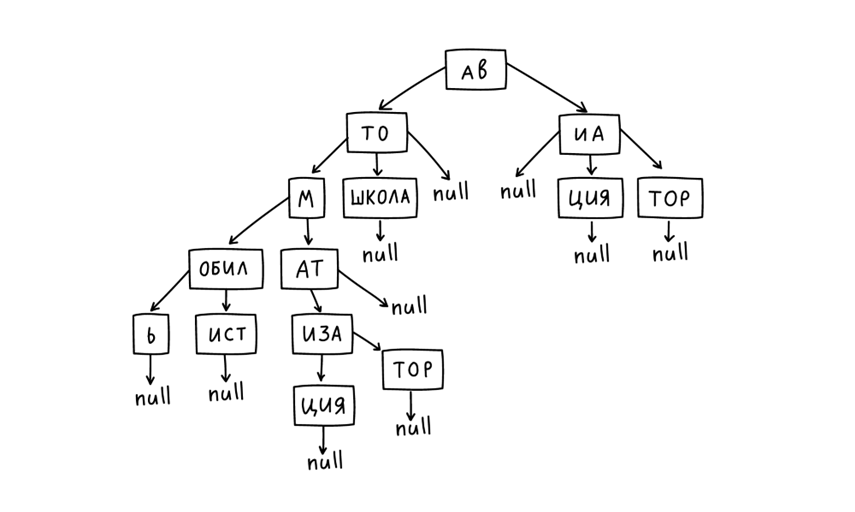 АВ
ТО
ИА
М
ШКОЛА
null
null
ЦИЯ
ТОР
null
null
null
ОБИЛ
АТ
null
Ь
ИСТ
ИЗА
ТОР
null
null
ЦИЯ
null
null